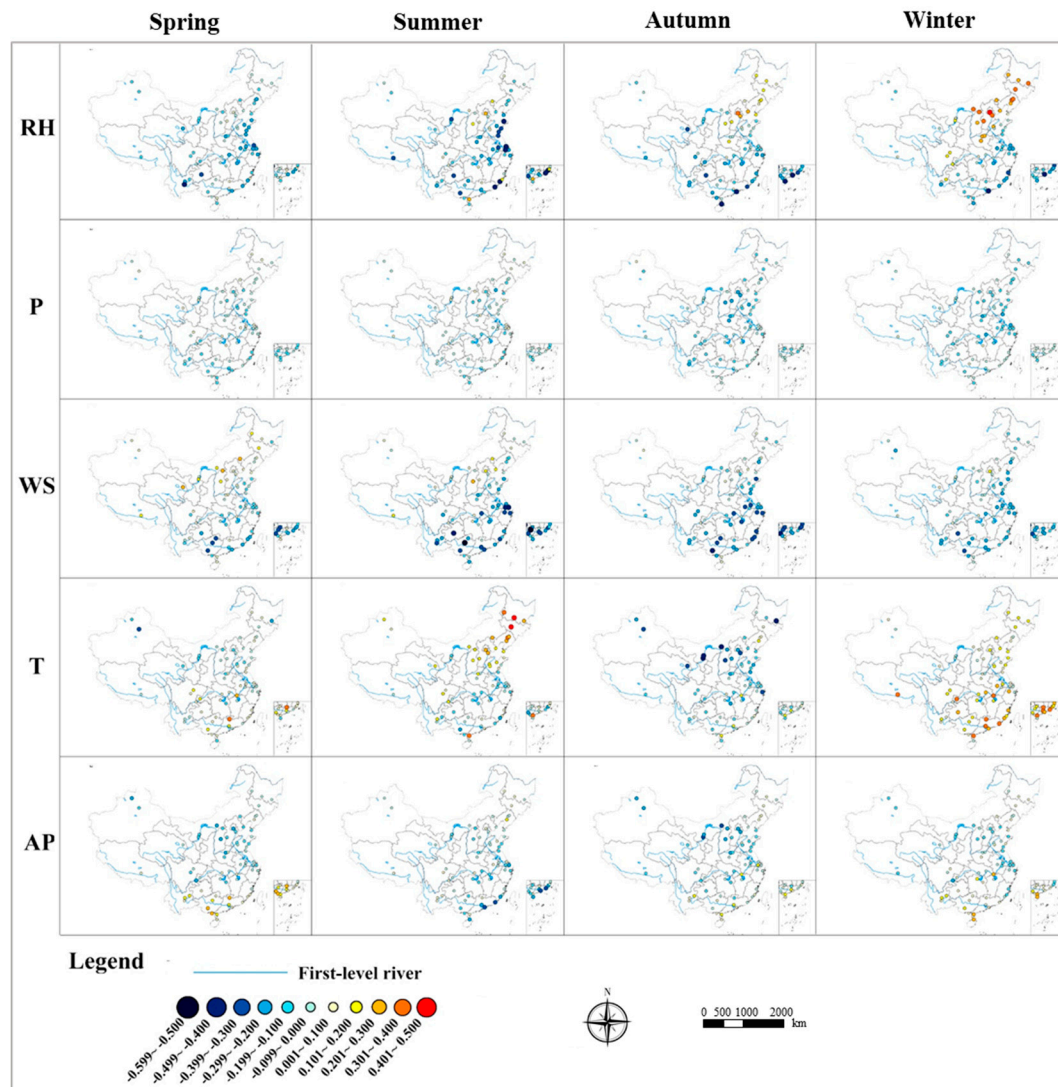 Spring Summer Autumn Winter
RH
P
WS
T
AP
Legend
First-level river
-0.599~ -0.500
-0.499~ -0.400
-0.399~ -0.300
-0.299~ -0.200
-0.199~ -0.100
-0.099~ 0.000
0.001~ 0.100
0.101~ 0.200
0.201~ 0.300
0.301~ 0.400
0.401~ 0.500
N
0 500 1000 2000
km